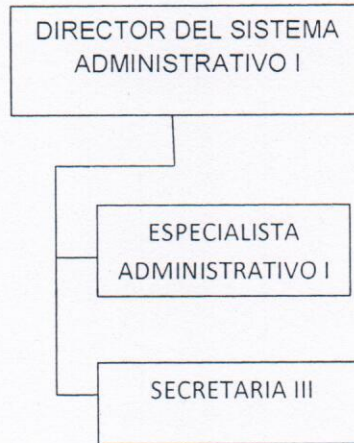 DIRECTOR DEL SISTEMA
ADMINISTRATIVO I
ESPECIALISTA
ADMINISTRATIVO I
SECRETARIA III